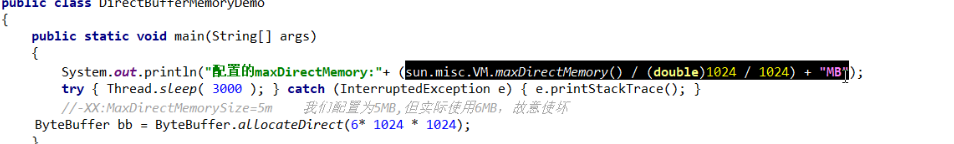 public class DirectBufferMemoryDemo
{
public static void main(String[] args)
{
System.out.println("配置的maxDirectMemory:"+ (sun.misc.VM.maxDirectMemory() / (double)1024 / 1024) + "MB");
try { Thread.sleep( 3000 ); } catch (InterruptedException e) { e.printStackTrace(); }
//-XX:MaxDirectMemorySize=5m 我们配置为5MB,但实际使用6MB，故意使坏
ByteBuffer bb = ByteBuffer.allocateDirect(6* 1024 * 1024);
}